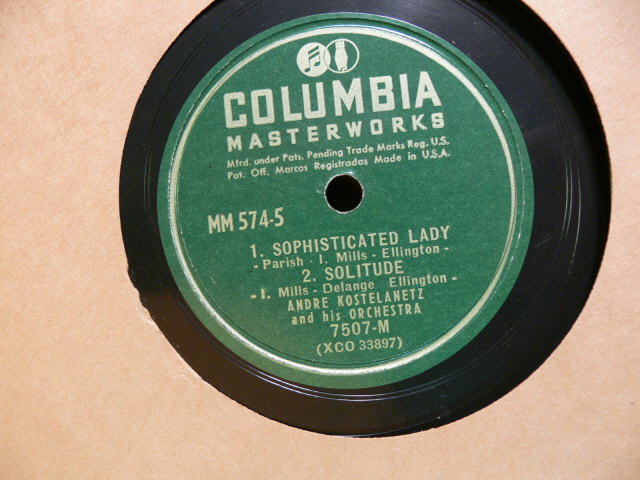 COLUMBIA
MASTERWORKS
Mfrd. under Pats. Pending Trade Marks Reg. U.S.
Pat. Off. Marcas Registradas Made in U.S.A.
MM 574-5
1. SOPHISTICATED LADY
- Parish - I. Mills - Ellington -
2. SOLITUDE
- I. Mills - Delange Ellington -
ANDRE KOSTELANETZ
and his ORCHESTRA
7507-M
(XCO 33897)